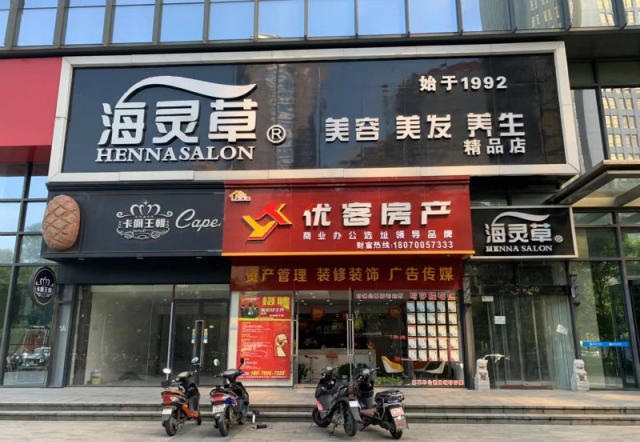 海灵草®
HENNASALON
始于1992
美容 美发 养生
精品店
卡佩王朝
Cape
优客房产
商业办公选址领导品牌
财富热线:18070057333
海灵草
HENNA SALON
资产管理 装修装饰 广告传媒
招聘